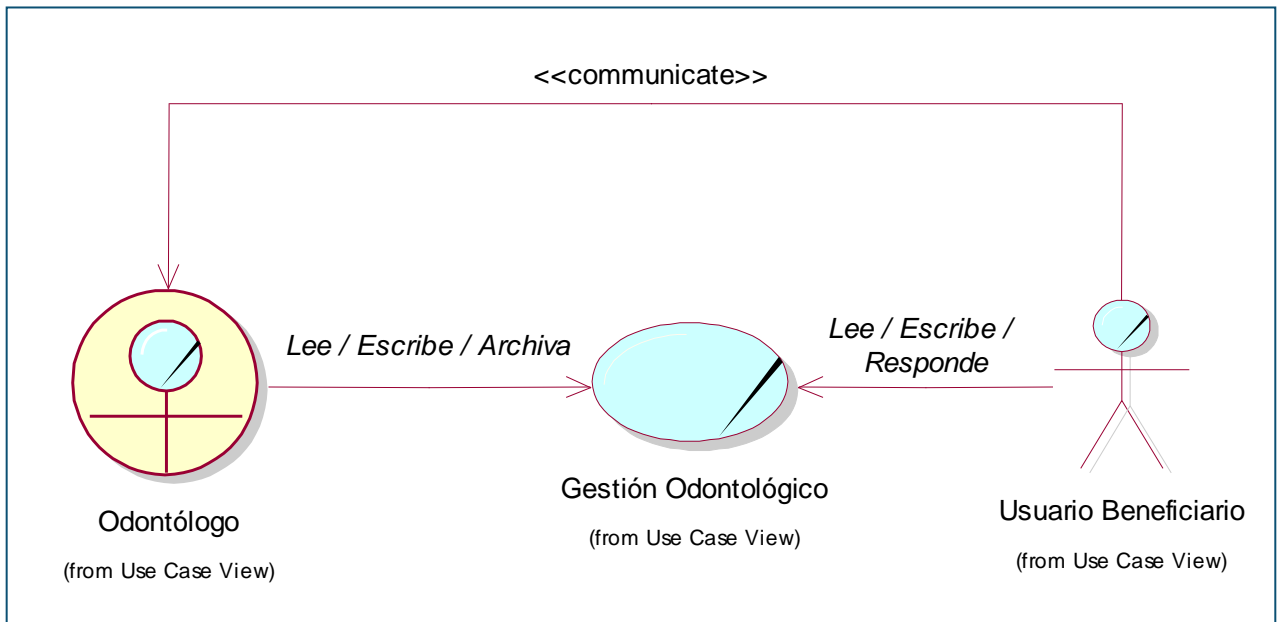 <<communicate>>
Lee / Escribe / Archiva
Lee / Escribe /
Responde
Odontólogo
(from Use Case View)
Gestión Odontológico
(from Use Case View)
Usuario Beneficiario
(from Use Case View)